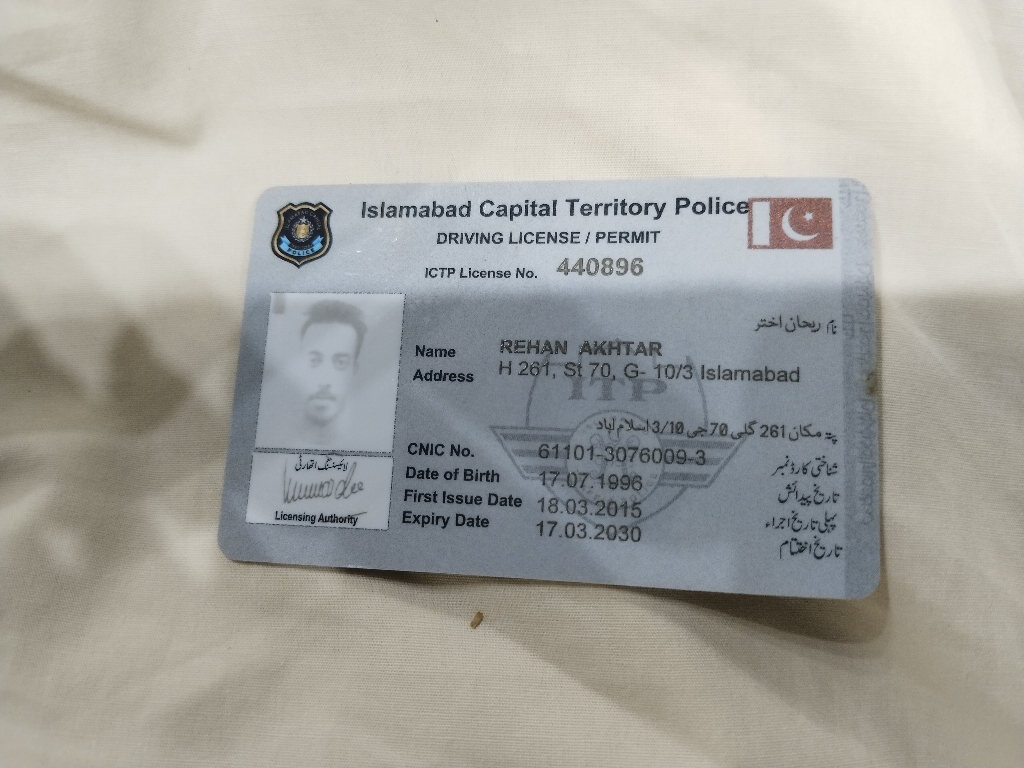 Islamabad Capital Territory Police
DRIVING LICENSE / PERMIT
ICTP License No. 440896
POLICE
نام ریحان اختر
Name REHAN AKHTAR
Address H 261, St 70, G- 10/3 Islamabad
ITP
پتہ مکان 261 گلی 70 جی 3/10 اسلام آباد
CNIC No. 61101-3076009-3 شناختی کارڈ نمبر
Date of Birth 17.07.1996 تاریخ پیدائش
First Issue Date 18.03.2015 پہلی تاریخ اجراء
Expiry Date 17.03.2030 تاریخ اختتام
لائیسنسنگ اتھارٹی
Licensing Authority